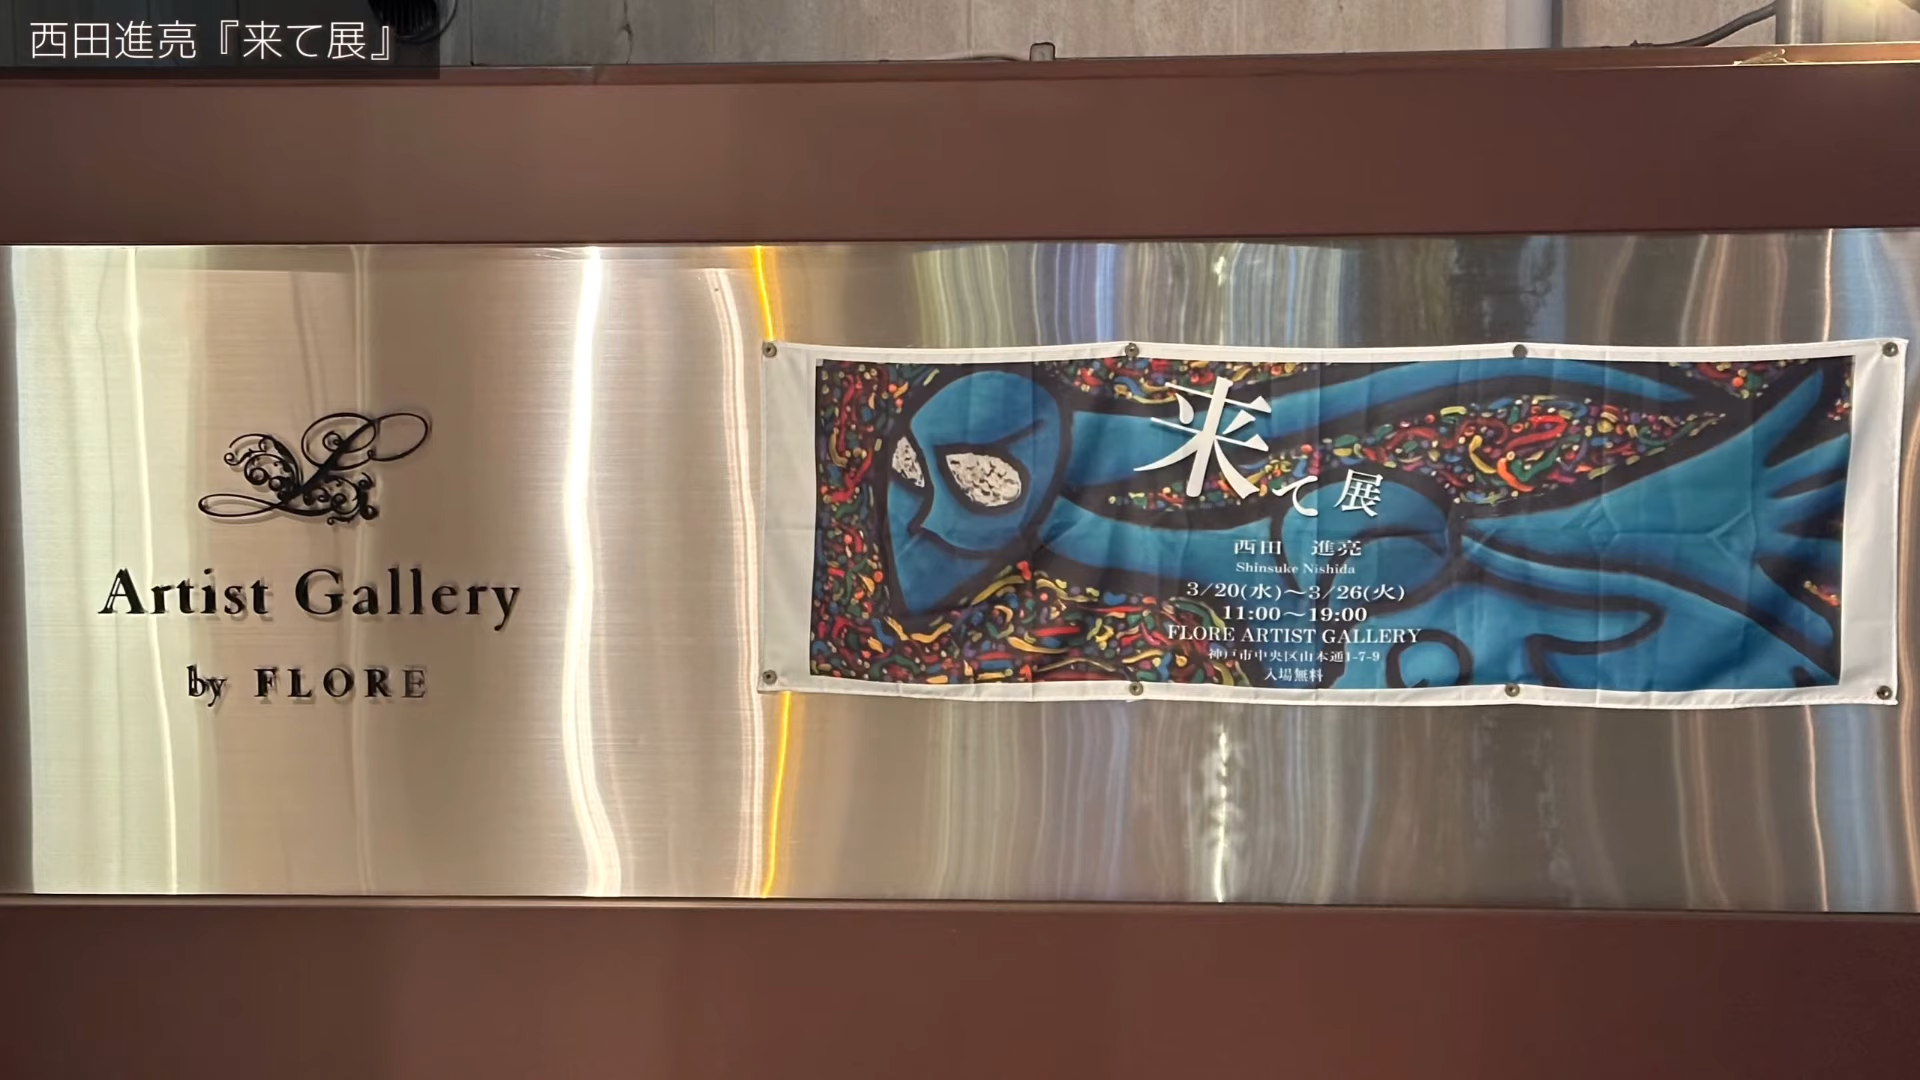 西田進亮『来て展』
Artist Gallery
by FLORE
来て展
西田　進亮
Shinsuke Nishida
3/20(水)〜3/26(火)
11:00〜19:00
FLORE ARTIST GALLERY
神戸市中央区山本通1-7-9
入場無料